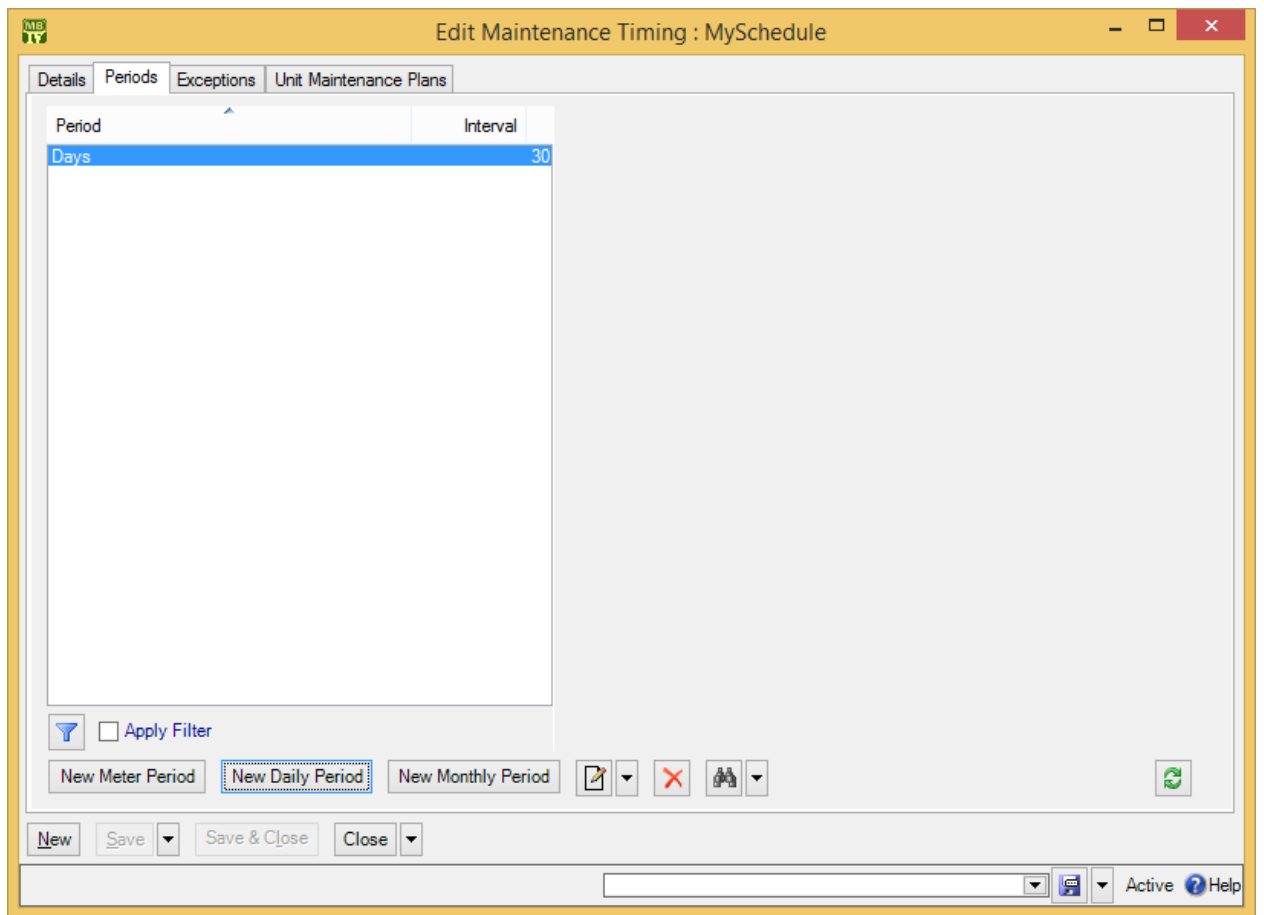 MB
Edit Maintenance Timing : MySchedule
Details Periods Exceptions Unit Maintenance Plans
Period Interval
Days 30
Apply Filter
New Meter Period New Daily Period New Monthly Period
New Save Save & Close Close
Active Help